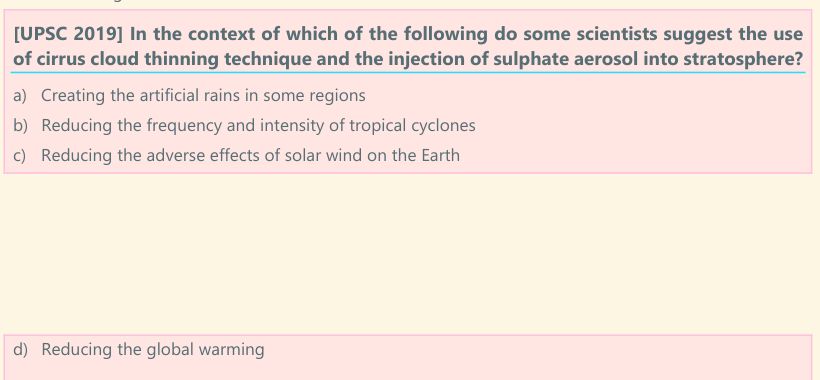 [UPSC 2019] In the context of which of the following do some scientists suggest the use
of cirrus cloud thinning technique and the injection of sulphate aerosol into stratosphere?
a) Creating the artificial rains in some regions
b) Reducing the frequency and intensity of tropical cyclones
c) Reducing the adverse effects of solar wind on the Earth
d) Reducing the global warming